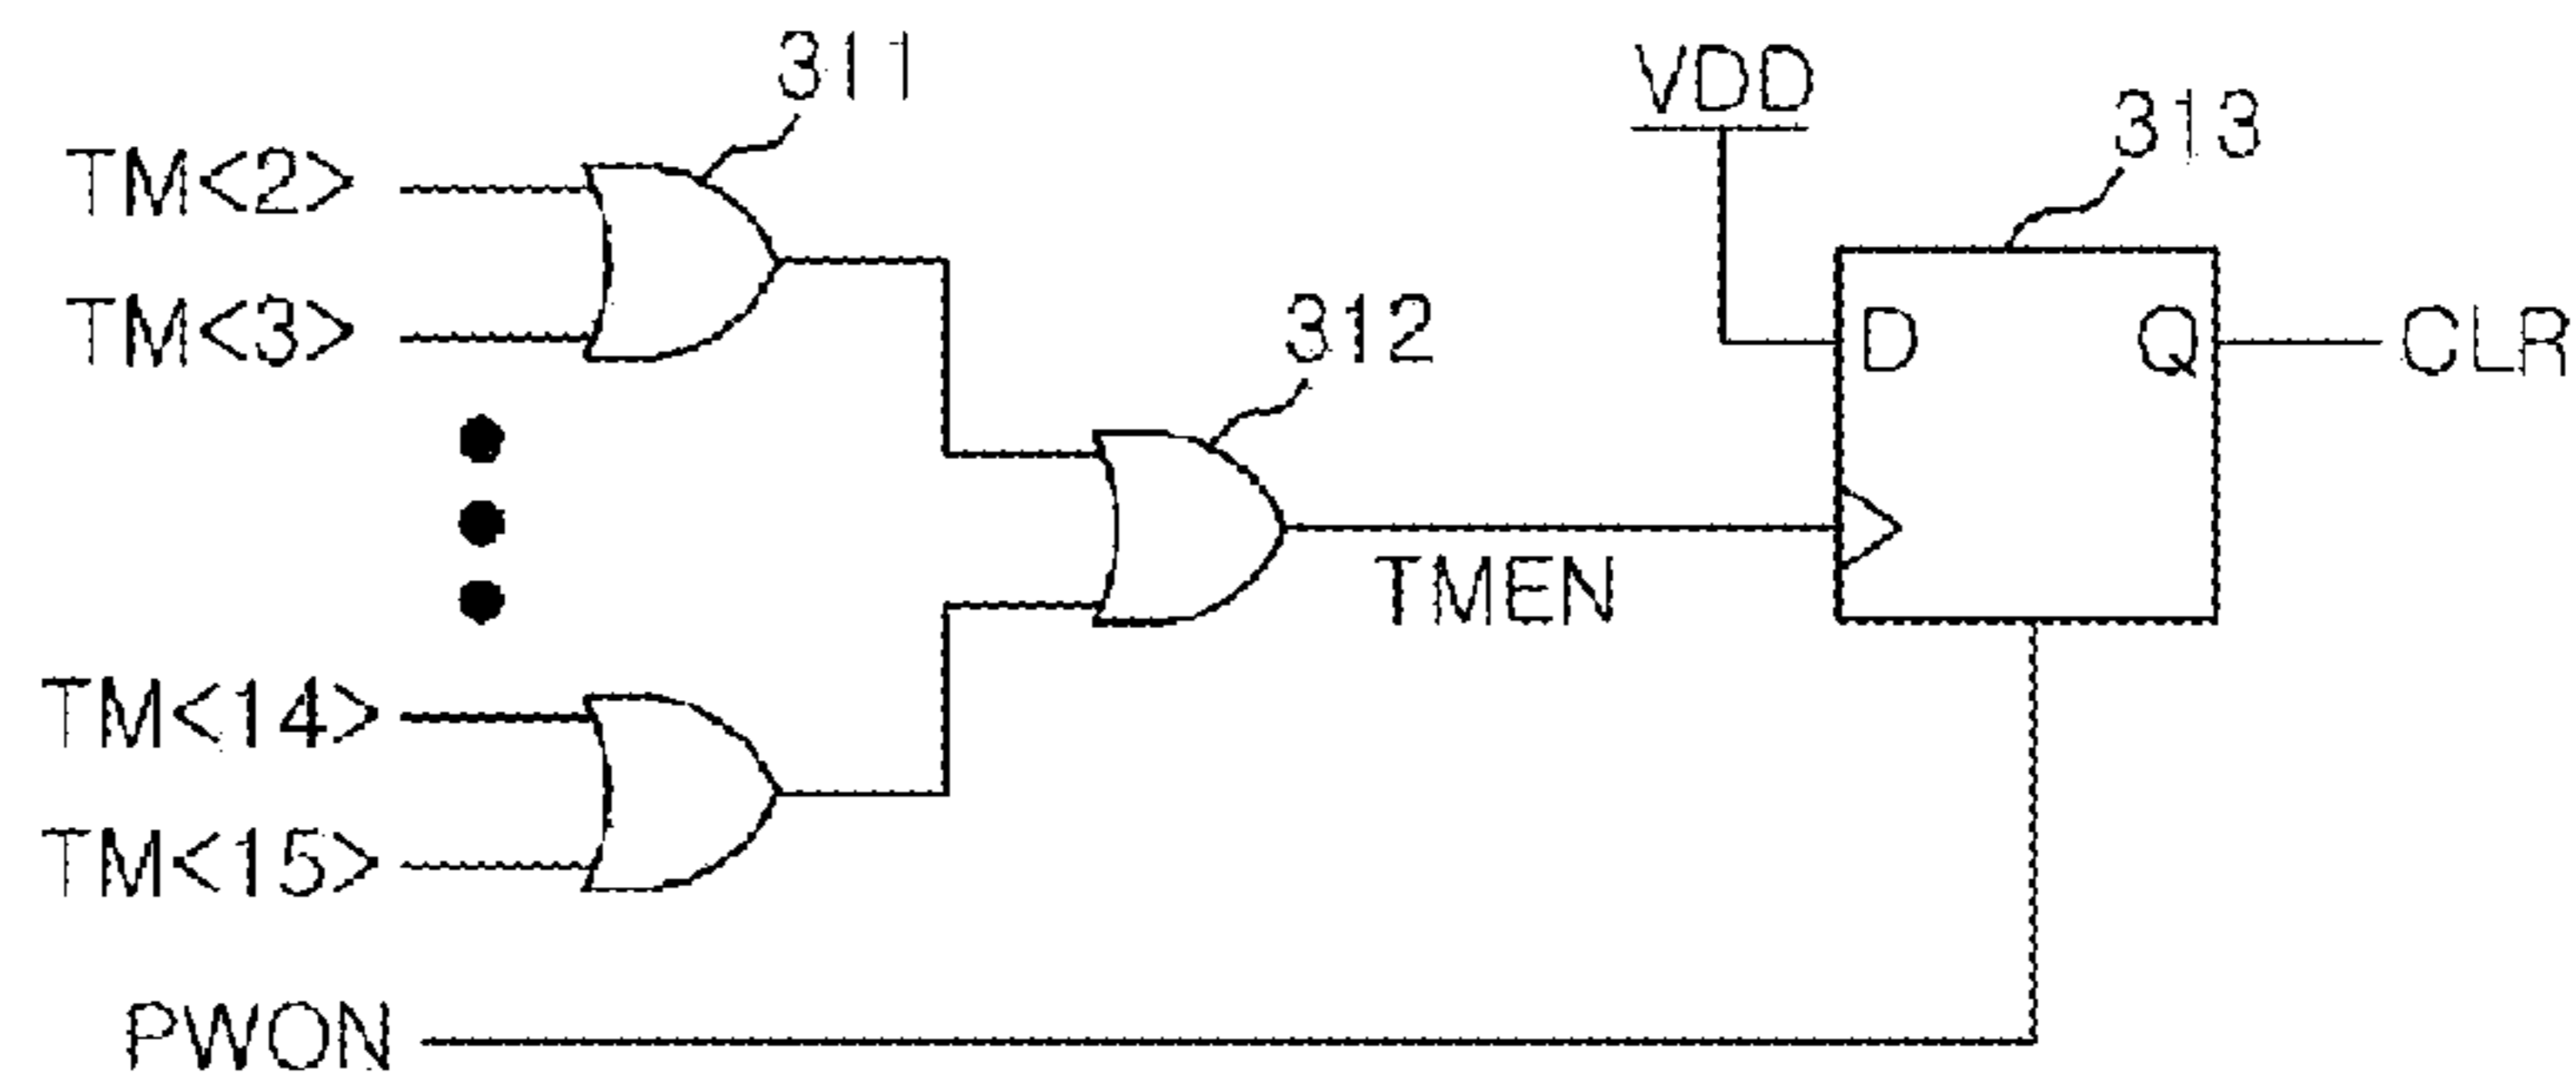 311
VDD
313
TM<2>
TM<3>
312
D
Q
CLR
TMEN
TM<14>
TM<15>
PWON